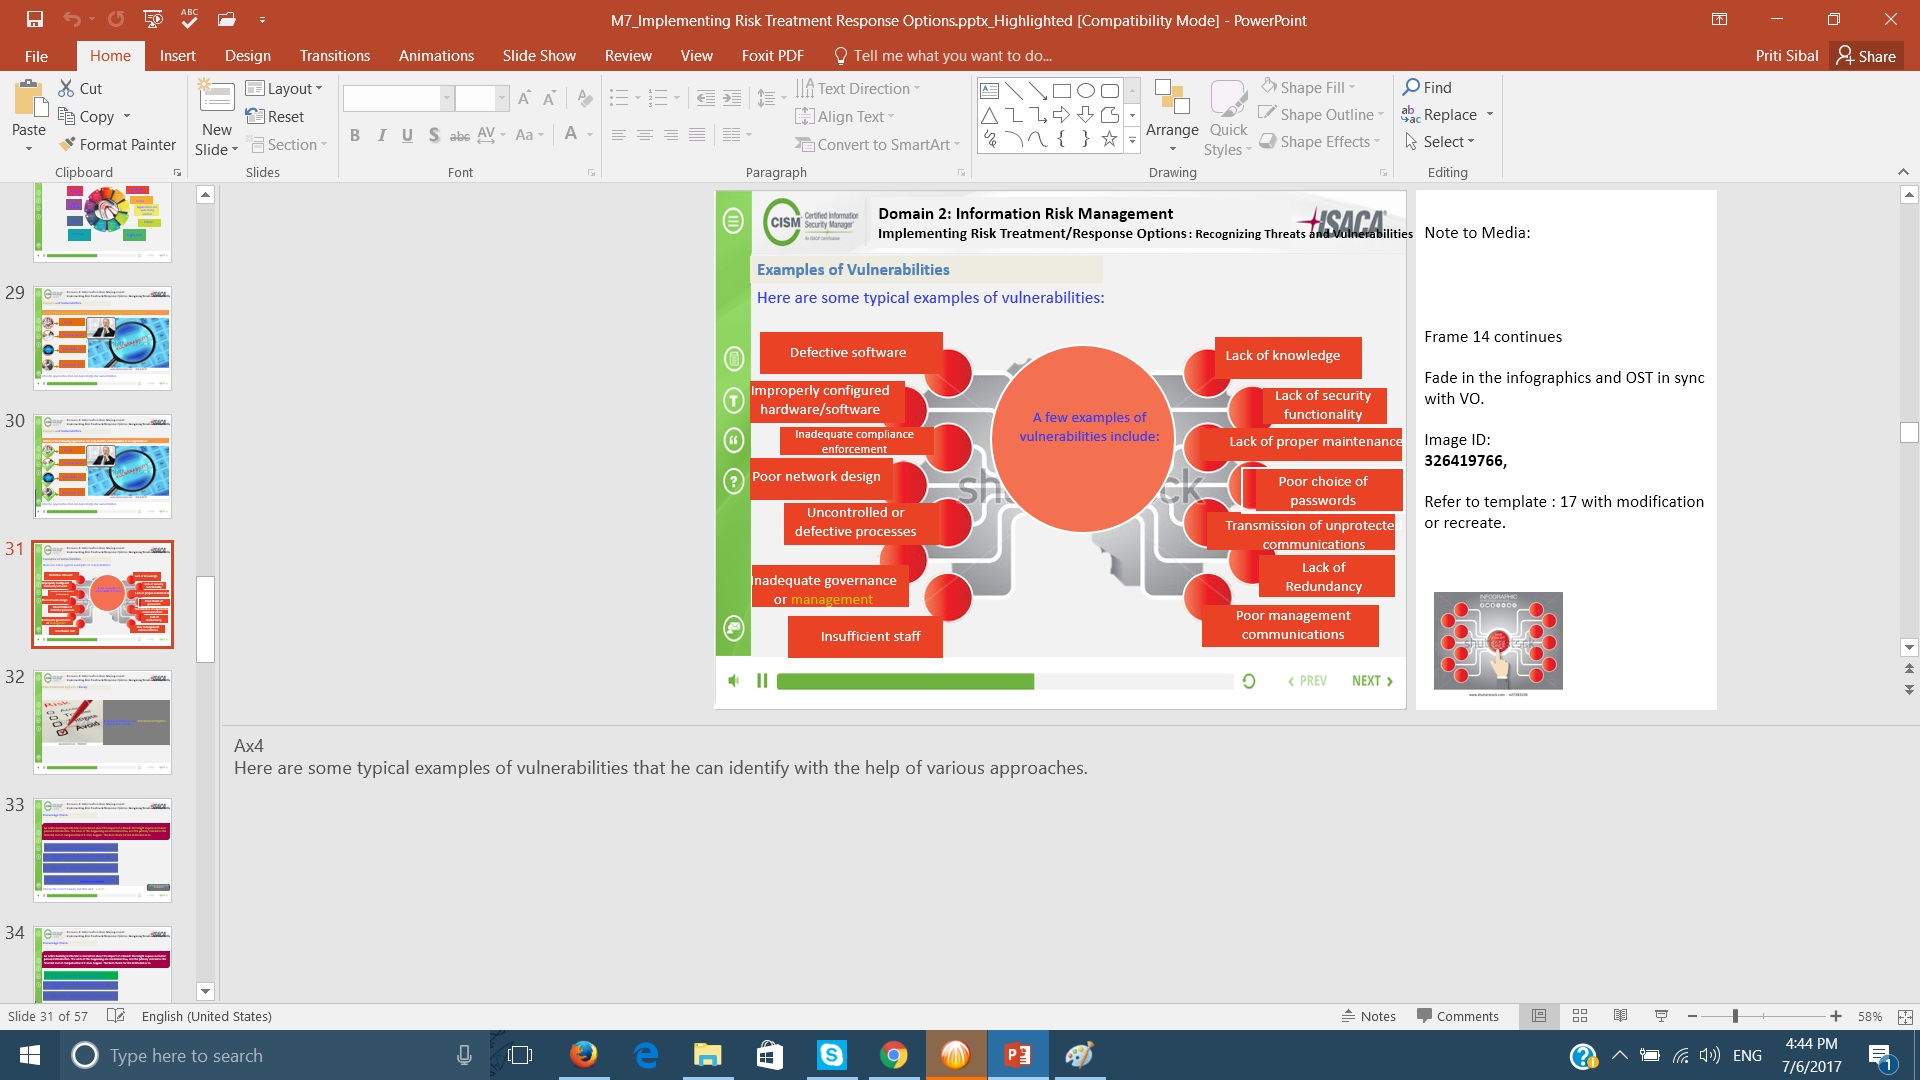 M7_Implementing Risk Treatment Response Options.pptx_Highlighted [Compatibility Mode] - PowerPoint
File Home Insert Design Transitions Animations Slide Show Review View Foxit PDF Tell me what you want to do...
Priti Sibal Share
Paste
Cut
Copy
Format Painter
Clipboard
New Slide
Layout
Reset
Section
Slides
Font
Text Direction
Align Text
Convert to SmartArt
Paragraph
Arrange
Quick Styles
Shape Fill
Shape Outline
Shape Effects
Drawing
Find
Replace
Select
Editing
29
30
31
32
33
34
CISM Certified Information Security Manager
An ISACA Certification
Domain 2: Information Risk Management
Implementing Risk Treatment/Response Options : Recognizing Threats and Vulnerabilities
ISACA
Examples of Vulnerabilities
Here are some typical examples of vulnerabilities:
Defective software
Improperly configured
hardware/software
Inadequate compliance
enforcement
Poor network design
Uncontrolled or
defective processes
Inadequate governance
or management
Insufficient staff
A few examples of
vulnerabilities include:
Lack of knowledge
Lack of security
functionality
Lack of proper maintenance
Poor choice of
passwords
Transmission of unprotected
communications
Lack of
Redundancy
Poor management
communications
PREV NEXT
Note to Media:
Frame 14 continues
Fade in the infographics and OST in sync
with VO.
Image ID:
326419766,
Refer to template : 17 with modification
or recreate.
INFOGRAPHIC
Ax4
Here are some typical examples of vulnerabilities that he can identify with the help of various approaches.
Slide 31 of 57 English (United States)
Notes Comments 58%
Type here to search
ENG
4:44 PM
7/6/2017
1